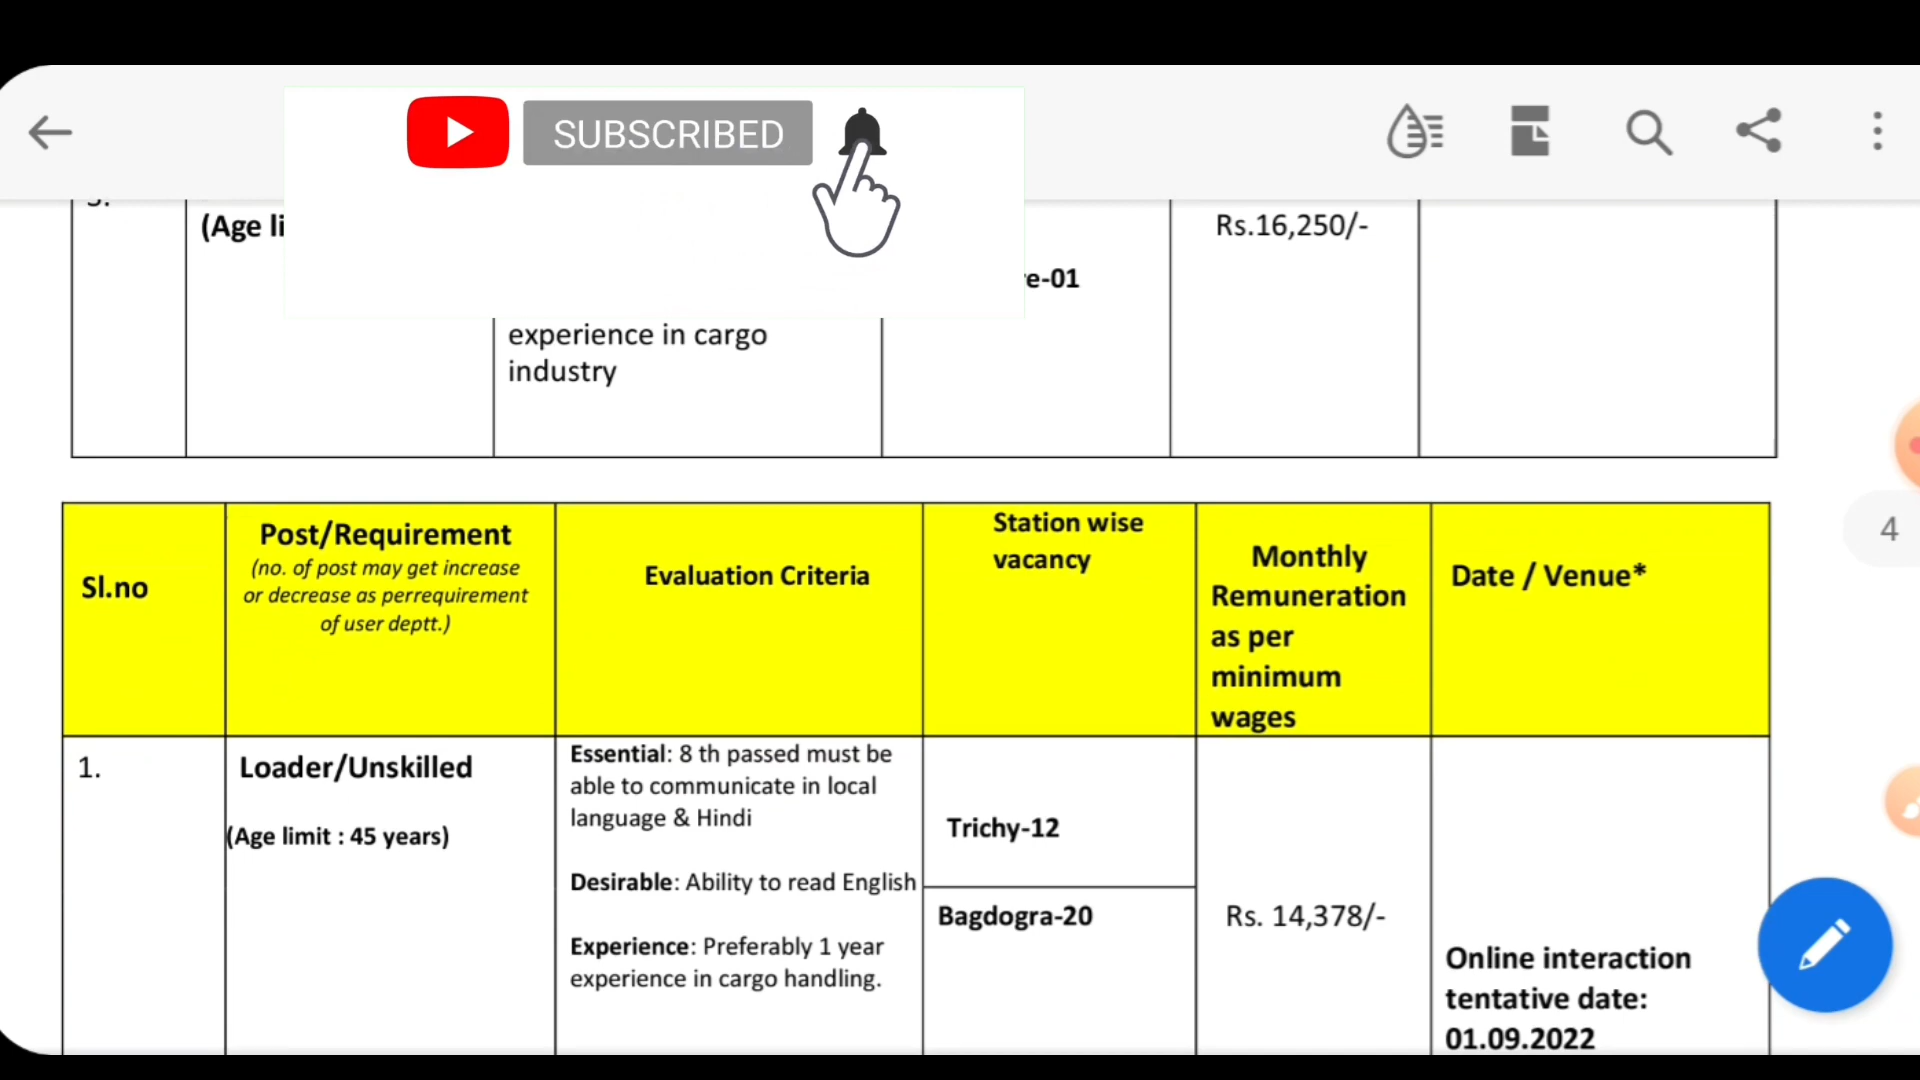 SUBSCRIBED
(Age li
Rs.16,250/-
e-01
experience in cargo
industry
Sl.no
Post/Requirement
(no. of post may get increase
or decrease as perrequirement
of user deptt.)
Evaluation Criteria
Station wise
vacancy
Monthly
Remuneration
as per
minimum
wages
Date / Venue*
4
1.
Loader/Unskilled
(Age limit : 45 years)
Essential: 8 th passed must be
able to communicate in local
language & Hindi
Desirable: Ability to read English
Experience: Preferably 1 year
experience in cargo handling.
Trichy-12
Bagdogra-20
Rs. 14,378/-
Online interaction
tentative date:
01.09.2022